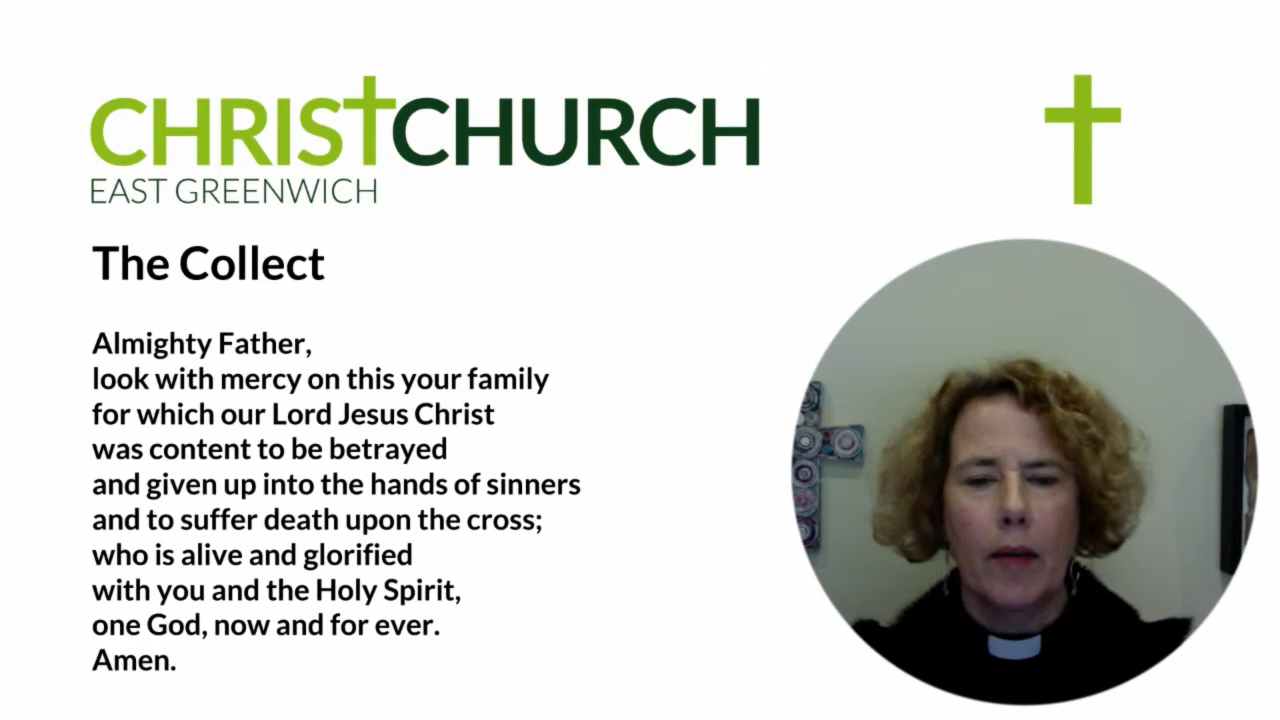 CHRISTCHURCH
EAST GREENWICH
The Collect
Almighty Father,
look with mercy on this your family
for which our Lord Jesus Christ
was content to be betrayed
and given up into the hands of sinners
and to suffer death upon the cross;
who is alive and glorified
with you and the Holy Spirit,
one God, now and for ever.
Amen.